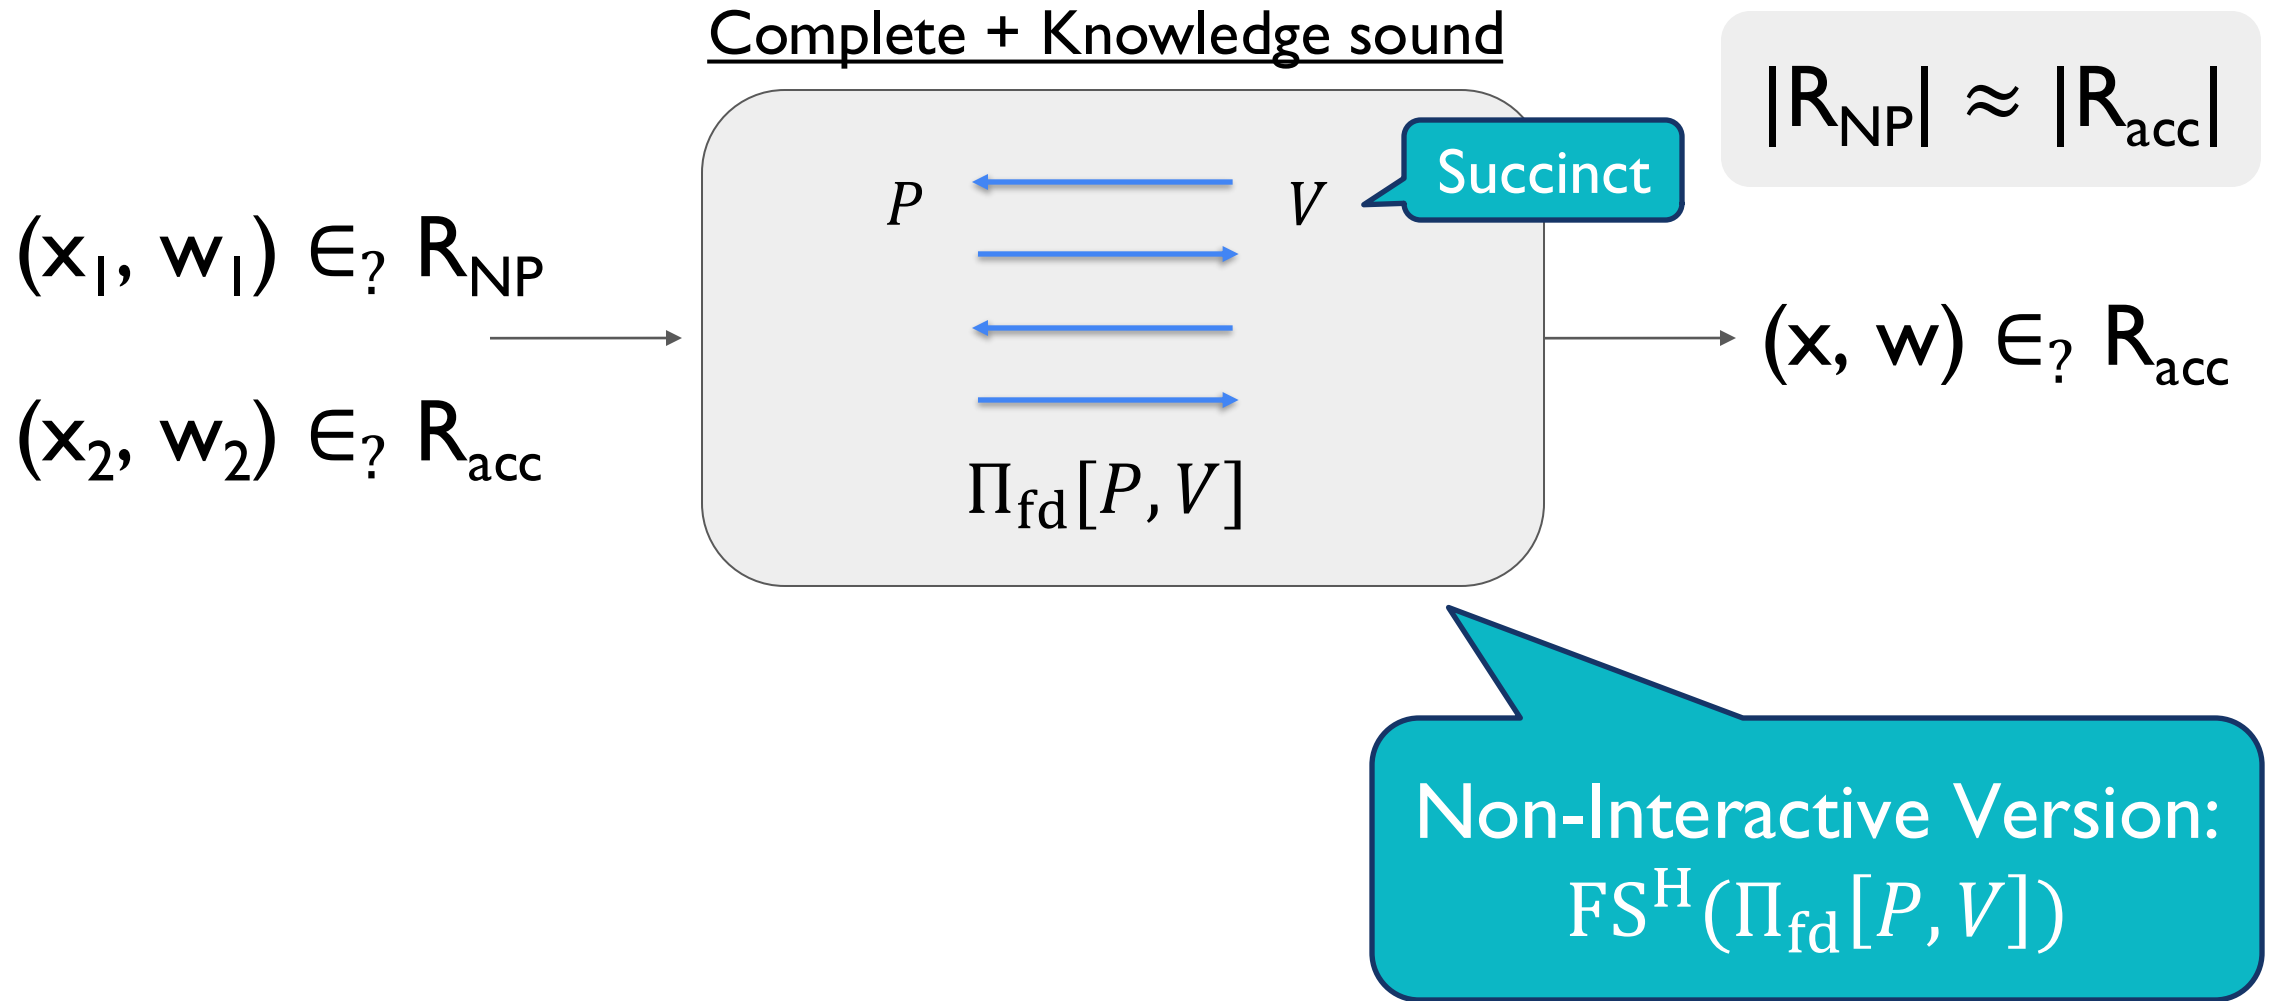 Complete + Knowledge sound
|R_NP| ≈ |R_acc|
Succinct
P V
(x_1, w_1) ∈_? R_NP
(x, w) ∈_? R_acc
(x_2, w_2) ∈_? R_acc
Π_fd[P, V]
Non-Interactive Version:
FS^H(Π_fd[P, V])